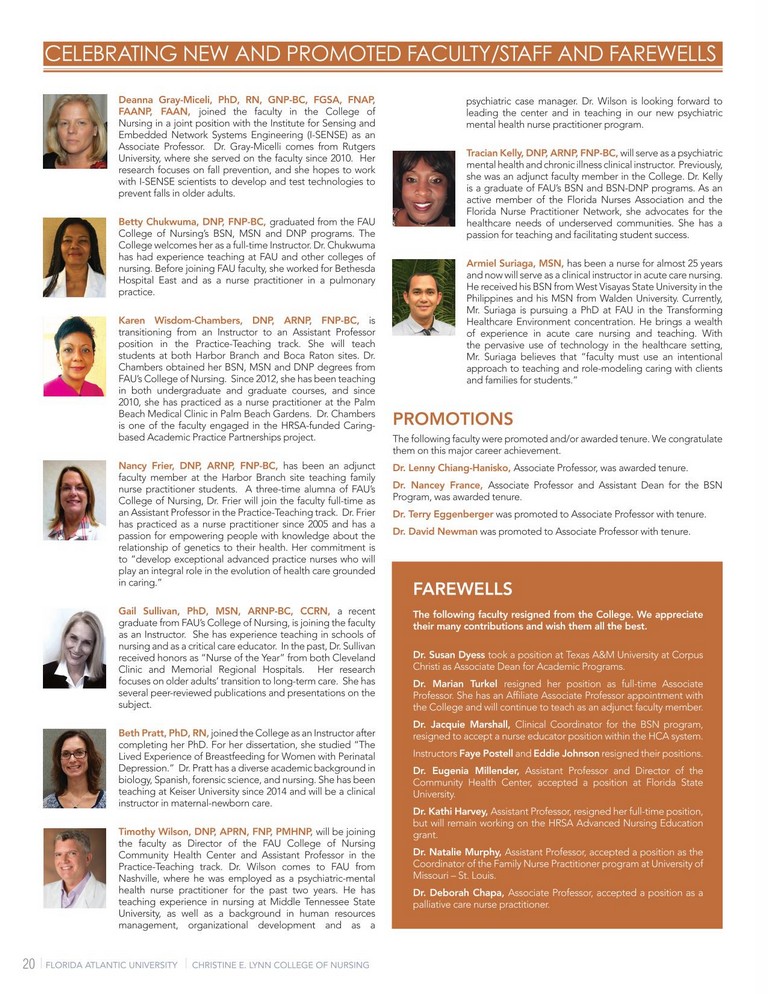 CELEBRATING NEW AND PROMOTED FACULTY/STAFF AND FAREWELLS
Deanna Gray-Miceli, PhD, RN, GNP-BC, FGSA, FNAP,
FAANP, FAAN, joined the faculty in the College of
Nursing in a joint position with the Institute for Sensing and
Embedded Network Systems Engineering (I-SENSE) as an
Associate Professor. Dr. Gray-Micelli comes from Rutgers
University, where she served on the faculty since 2010. Her
research focuses on fall prevention, and she hopes to work
with I-SENSE scientists to develop and test technologies to
prevent falls in older adults.
Betty Chukwuma, DNP, FNP-BC, graduated from the FAU
College of Nursing's BSN, MSN and DNP programs. The
College welcomes her as a full-time Instructor. Dr. Chukwuma
has had experience teaching at FAU and other colleges of
nursing. Before joining FAU faculty, she worked for Bethesda
Hospital East and as a nurse practitioner in a pulmonary
practice.
Karen Wisdom-Chambers, DNP, ARNP, FNP-BC, is
transitioning from an Instructor to an Assistant Professor
position in the Practice-Teaching track. She will teach
students at both Harbor Branch and Boca Raton sites. Dr.
Chambers obtained her BSN, MSN and DNP degrees from
FAU's College of Nursing. Since 2012, she has been teaching
in both undergraduate and graduate courses, and since
2010, she has practiced as a nurse practitioner at the Palm
Beach Medical Clinic in Palm Beach Gardens. Dr. Chambers
is one of the faculty engaged in the HRSA-funded Caring-
based Academic Practice Partnerships project.
Nancy Frier, DNP, ARNP, FNP-BC, has been an adjunct
faculty member at the Harbor Branch site teaching family
nurse practitioner students. A three-time alumna of FAU's
College of Nursing, Dr. Frier will join the faculty full-time as
an Assistant Professor in the Practice-Teaching track. Dr. Frier
has practiced as a nurse practitioner since 2005 and has a
passion for empowering people with knowledge about the
relationship of genetics to their health. Her commitment is
to "develop exceptional advanced practice nurses who will
play an integral role in the evolution of health care grounded
in caring."
Gail Sullivan, PhD, MSN, ARNP-BC, CCRN, a recent
graduate from FAU's College of Nursing, is joining the faculty
as an Instructor. She has experience teaching in schools of
nursing and as a critical care educator. In the past, Dr. Sullivan
received honors as "Nurse of the Year" from both Cleveland
Clinic and Memorial Regional Hospitals. Her research
focuses on older adults' transition to long-term care. She has
several peer-reviewed publications and presentations on the
subject.
Beth Pratt, PhD, RN, joined the College as an Instructor after
completing her PhD. For her dissertation, she studied "The
Lived Experience of Breastfeeding for Women with Perinatal
Depression." Dr. Pratt has a diverse academic background in
biology, Spanish, forensic science, and nursing. She has been
teaching at Keiser University since 2014 and will be a clinical
instructor in maternal-newborn care.
Timothy Wilson, DNP, APRN, FNP, PMHNP, will be joining
the faculty as Director of the FAU College of Nursing
Community Health Center and Assistant Professor in the
Practice-Teaching track. Dr. Wilson comes to FAU from
Nashville, where he was employed as a psychiatric-mental
health nurse practitioner for the past two years. He has
teaching experience in nursing at Middle Tennessee State
University, as well as a background in human resources
management, organizational development and as a
psychiatric case manager. Dr. Wilson is looking forward to
leading the center and in teaching in our new psychiatric
mental health nurse practitioner program.
Tracian Kelly, DNP, ARNP, FNP-BC, will serve as a psychiatric
mental health and chronic illness clinical instructor. Previously,
she was an adjunct faculty member in the College. Dr. Kelly
is a graduate of FAU's BSN and BSN-DNP programs. As an
active member of the Florida Nurses Association and the
Florida Nurse Practitioner Network, she advocates for the
healthcare needs of underserved communities. She has a
passion for teaching and facilitating student success.
Armiel Suriaga, MSN, has been a nurse for almost 25 years
and now will serve as a clinical instructor in acute care nursing.
He received his BSN from West Visayas State University in the
Philippines and his MSN from Walden University. Currently,
Mr. Suriaga is pursuing a PhD at FAU in the Transforming
Healthcare Environment concentration. He brings a wealth
of experience in acute care nursing and teaching. With
the pervasive use of technology in the healthcare setting,
Mr. Suriaga believes that "faculty must use an intentional
approach to teaching and role-modeling caring with clients
and families for students."
PROMOTIONS
The following faculty were promoted and/or awarded tenure. We congratulate
them on this major career achievement.
Dr. Lenny Chiang-Hanisko, Associate Professor, was awarded tenure.
Dr. Nancey France, Associate Professor and Assistant Dean for the BSN
Program, was awarded tenure.
Dr. Terry Eggenberger was promoted to Associate Professor with tenure.
Dr. David Newman was promoted to Associate Professor with tenure.
FAREWELLS
The following faculty resigned from the College. We appreciate
their many contributions and wish them all the best.
Dr. Susan Dyess took a position at Texas A&M University at Corpus
Christi as Associate Dean for Academic Programs.
Dr. Marian Turkel resigned her position as full-time Associate
Professor. She has an Affiliate Associate Professor appointment with
the College and will continue to teach as an adjunct faculty member.
Dr. Jacquie Marshall, Clinical Coordinator for the BSN program,
resigned to accept a nurse educator position within the HCA system.
Instructors Faye Postell and Eddie Johnson resigned their positions.
Dr. Eugenia Millender, Assistant Professor and Director of the
Community Health Center, accepted a position at Florida State
University.
Dr. Kathi Harvey, Assistant Professor, resigned her full-time position,
but will remain working on the HRSA Advanced Nursing Education
grant.
Dr. Natalie Murphy, Assistant Professor, accepted a position as the
Coordinator of the Family Nurse Practitioner program at University of
Missouri – St. Louis.
Dr. Deborah Chapa, Associate Professor, accepted a position as a
palliative care nurse practitioner.
20 FLORIDA ATLANTIC UNIVERSITY CHRISTINE E. LYNN COLLEGE OF NURSING